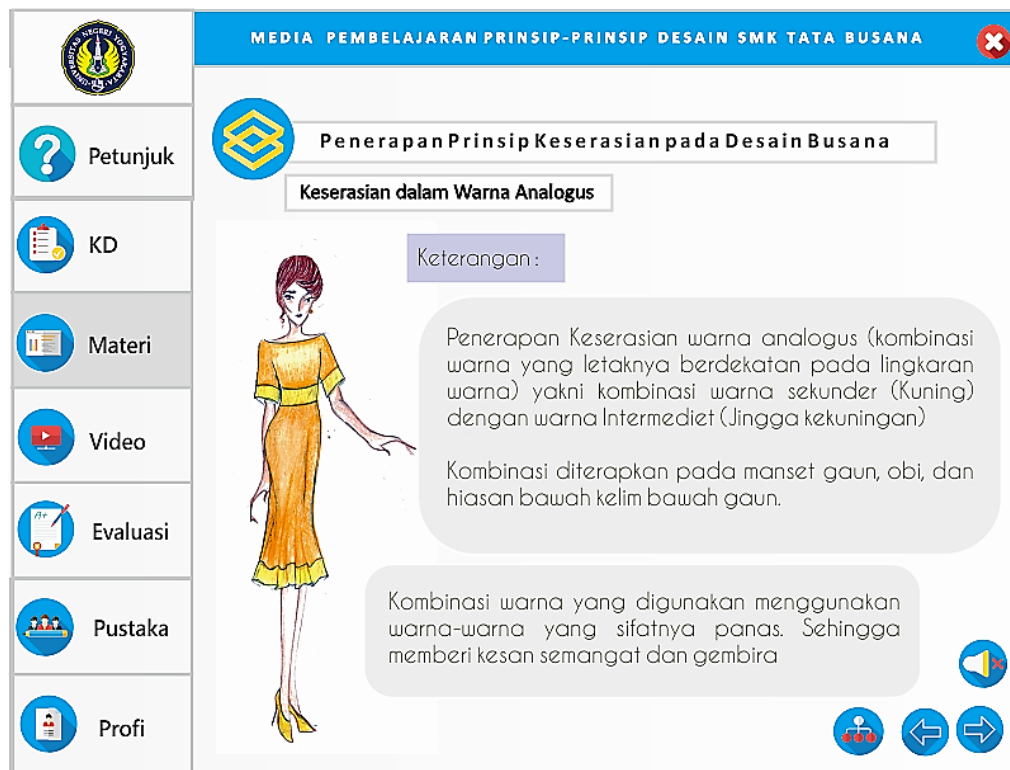 MEDIA PEMBELAJARAN PRINSIP-PRINSIP DESAIN SMK TATA BUSANA
Petunjuk
KD
Materi
Video
Evaluasi
Pustaka
Profi
Penerapan Prinsip Keserasian pada Desain Busana
Keserasian dalam Warna Analogus
Keterangan :
Penerapan Keserasian warna analogus (kombinasi
warna yang letaknya berdekatan pada lingkaran
warna) yakni kombinasi warna sekunder (Kuning)
dengan warna Intermediet (Jingga kekuningan)
Kombinasi diterapkan pada manset gaun, obi, dan
hiasan bawah kelim bawah gaun.
Kombinasi warna yang digunakan menggunakan
warna-warna yang sifatnya panas. Sehingga
memberi kesan semangat dan gembira